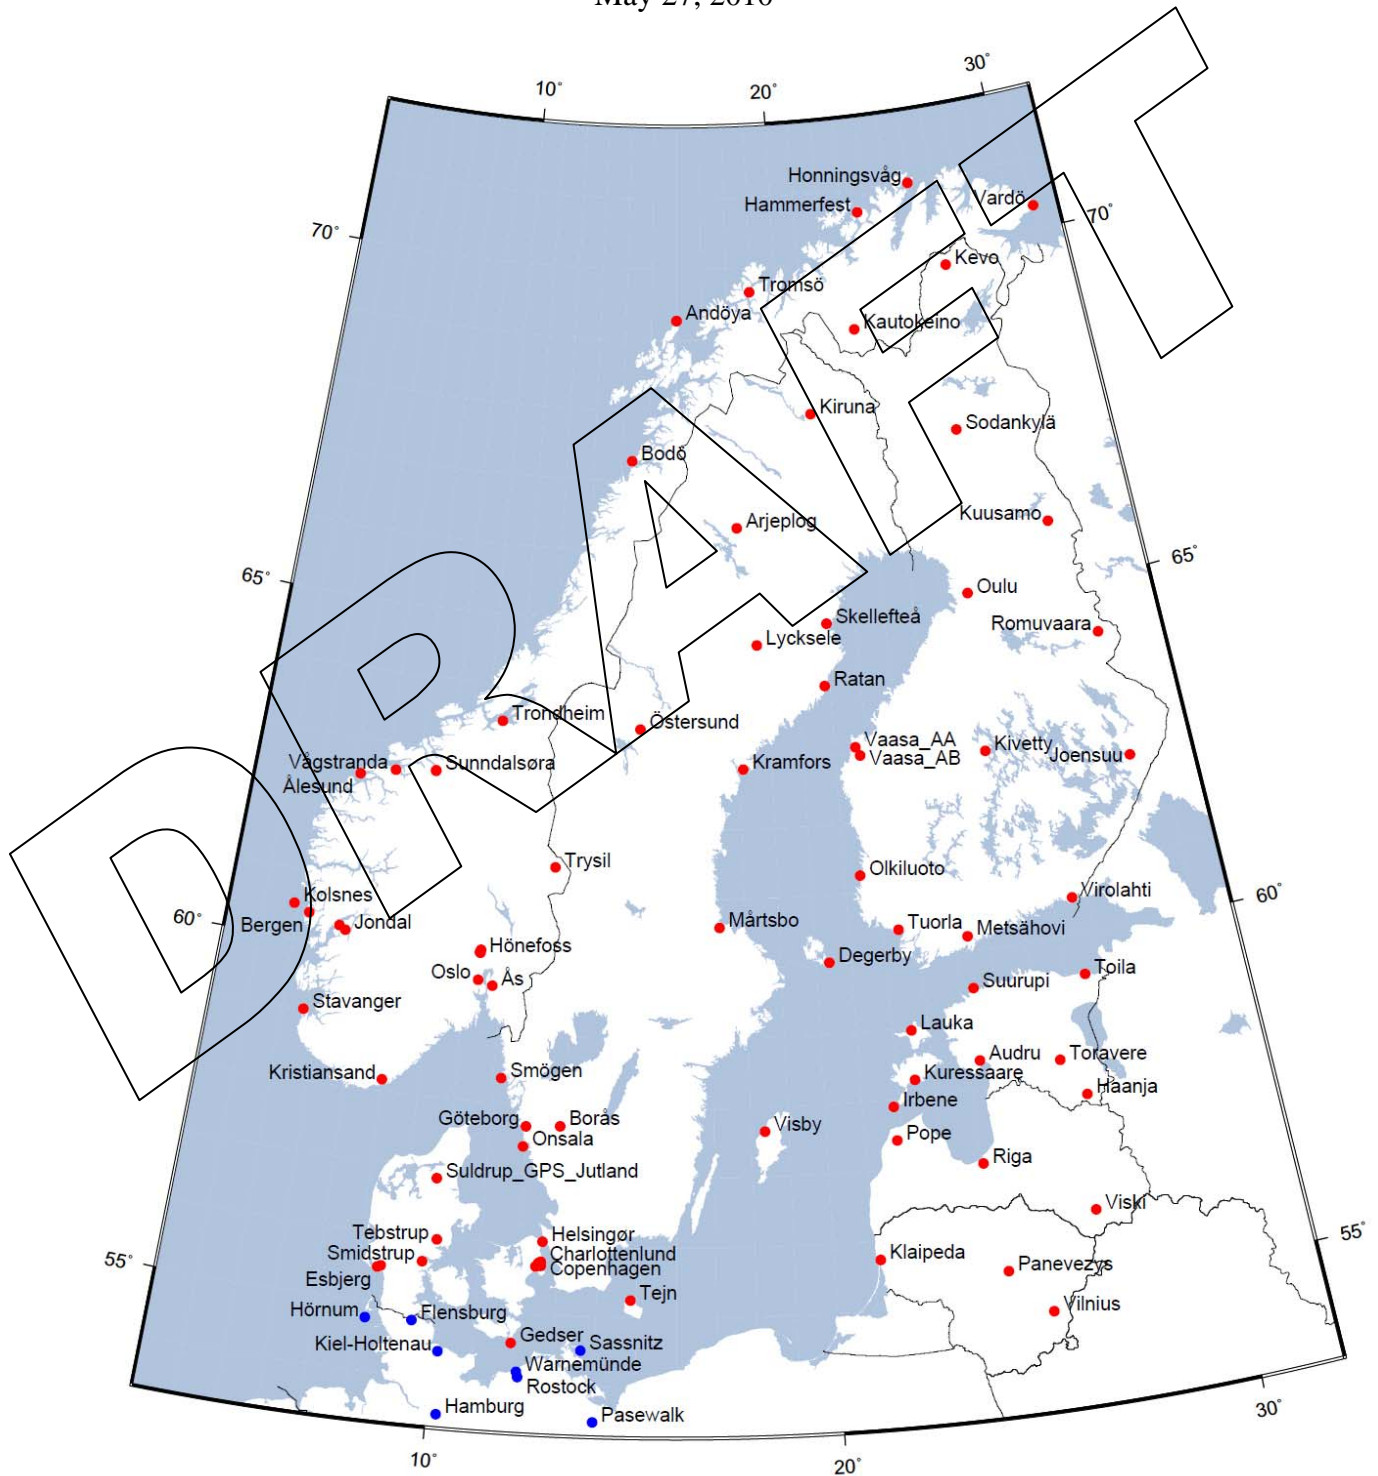 May 27, 2010
30°
10°
20°
Honningsvåg
Hammerfest
Vardö
70°
70°
Kevo
Tromsö
Andöya
Kautokeino
Kiruna
Sodankylä
Bodö
Arjeplog
Kuusamo
65°
65°
Oulu
Skellefteå
Romuvaara
Lycksele
Ratan
Trondheim
Östersund
Vaasa_AA
Kivetty
Vaasa_AB
Joensuu
Vågstranda
Sunndalsøra
Kramfors
Ålesund
Trysil
Olkiluoto
Virolahti
60°
Kolsnes
60°
Bergen
Jondal
Mårtsbo
Tuorla
Metsähovi
Hönefoss
Degerby
Oslo
Ås
Toila
Suurupi
Stavanger
Lauka
Audru
Toravere
Kristiansand
Smögen
Kuressaare
Haanja
Irbene
Göteborg
Borås
Visby
Onsala
Pope
Riga
Suldrup_GPS_Jutland
Viski
Tebstrup
Helsingør
55°
Smidstrup
Charlottenlund
Klaipeda
55°
Copenhagen
Panevezys
Esbjerg
Tejn
Hörnum
Flensburg
Vilnius
Kiel-Holtenau
Gedser
Sassnitz
Warnemünde
Rostock
Hamburg
Pasewalk
30°
10°
20°
DRAFT